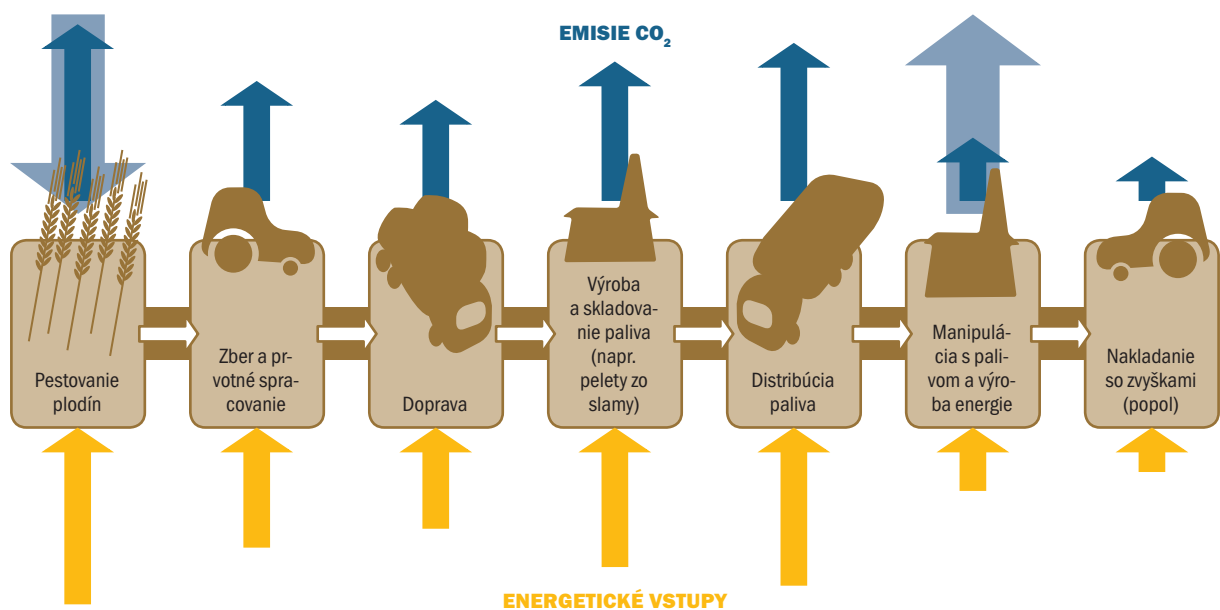 EMISIE CO₂
Pestovanie
plodín
Zber a pr-
votné spra-
covanie
Doprava
Výroba
a skladova-
nie paliva
(napr.
pelety zo
slamy)
Distribúcia
paliva
Manipulá-
cia s pali-
vom a výro-
ba energie
Nakladanie
so zvyškami
(popol)
ENERGETICKÉ VSTUPY